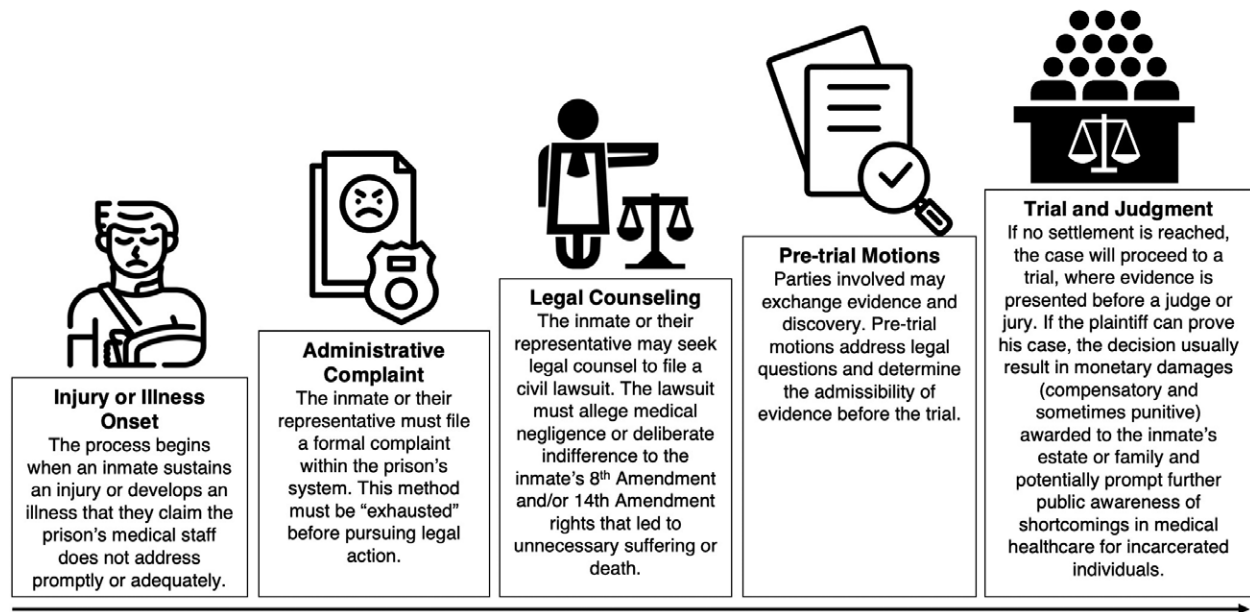 Injury or Illness
Onset
The process begins
when an inmate sustains
an injury or develops an
illness that they claim the
prison's medical staff
does not address
promptly or adequately.
Administrative
Complaint
The inmate or their
representative must file
a formal complaint
within the prison's
system. This method
must be “exhausted”
before pursuing legal
action.
Legal Counseling
The inmate or their
representative may seek
legal counsel to file a
civil lawsuit. The lawsuit
must allege medical
negligence or deliberate
indifference to the
inmate's 8th Amendment
and/or 14th Amendment
rights that led to
unnecessary suffering or
death.
Pre-trial Motions
Parties involved may
exchange evidence and
discovery. Pre-trial
motions address legal
questions and determine
the admissibility of
evidence before the trial.
Trial and Judgment
If no settlement is reached,
the case will proceed to a
trial, where evidence is
presented before a judge or
jury. If the plaintiff can prove
his case, the decision usually
result in monetary damages
(compensatory and
sometimes punitive)
awarded to the inmate's
estate or family and
potentially prompt further
public awareness of
shortcomings in medical
healthcare for incarcerated
individuals.